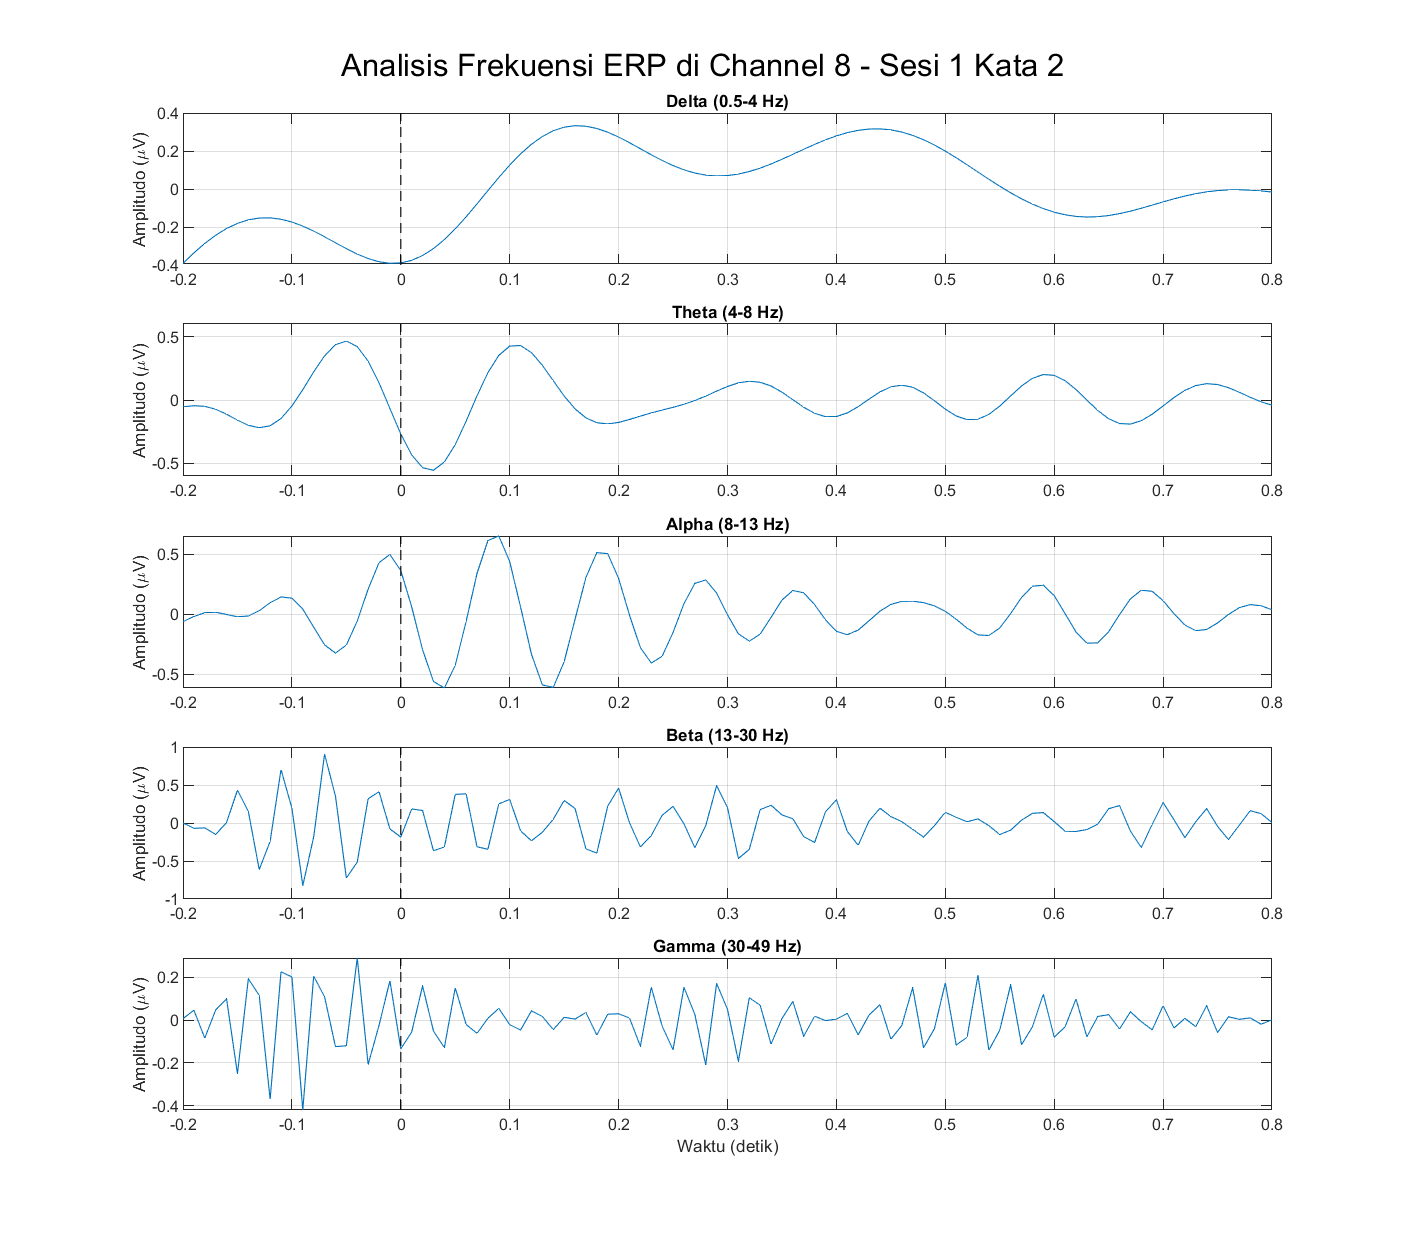 Analisis Frekuensi ERP di Channel 8 - Sesi 1 Kata 2
Delta (0.5-4 Hz)
Amplitudo (μV)
0.4
0.2
0
-0.2
-0.4
-0.2 -0.1 0 0.1 0.2 0.3 0.4 0.5 0.6 0.7 0.8
Theta (4-8 Hz)
Amplitudo (μV)
0.5
0
-0.5
-0.2 -0.1 0 0.1 0.2 0.3 0.4 0.5 0.6 0.7 0.8
Alpha (8-13 Hz)
Amplitudo (μV)
0.5
0
-0.5
-0.2 -0.1 0 0.1 0.2 0.3 0.4 0.5 0.6 0.7 0.8
Beta (13-30 Hz)
Amplitudo (μV)
1
0.5
0
-0.5
-1
-0.2 -0.1 0 0.1 0.2 0.3 0.4 0.5 0.6 0.7 0.8
Gamma (30-49 Hz)
Amplitudo (μV)
0.2
0
-0.2
-0.4
-0.2 -0.1 0 0.1 0.2 0.3 0.4 0.5 0.6 0.7 0.8
Waktu (detik)